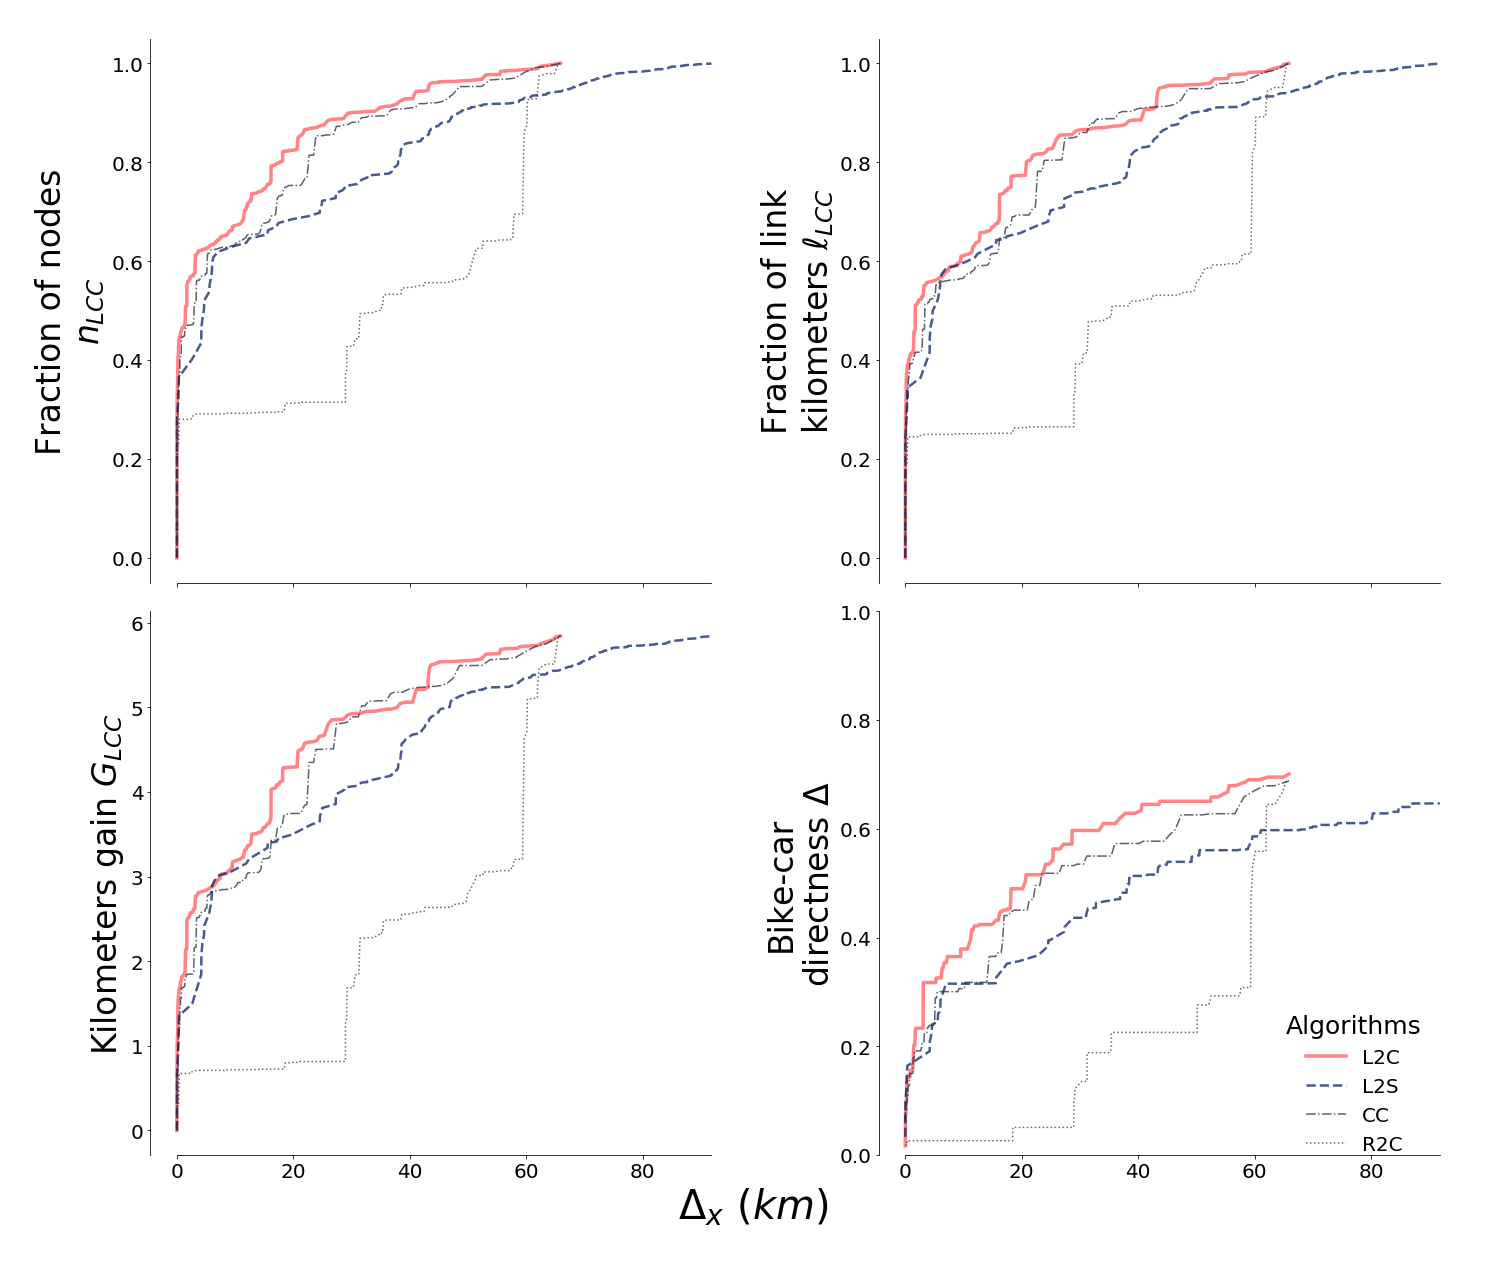 Fraction of nodes
n_LCC
1.0
0.8
0.6
0.4
0.2
0.0
Fraction of link
kilometers ℓ_LCC
1.0
0.8
0.6
0.4
0.2
0.0
Kilometers gain G_LCC
6
5
4
3
2
1
0
0 20 40 60 80
Bike-car
directness Δ
1.0
0.8
0.6
0.4
0.2
0.0
Algorithms
L2C
L2S
CC
R2C
0 20 40 60 80
Δ_x (km)